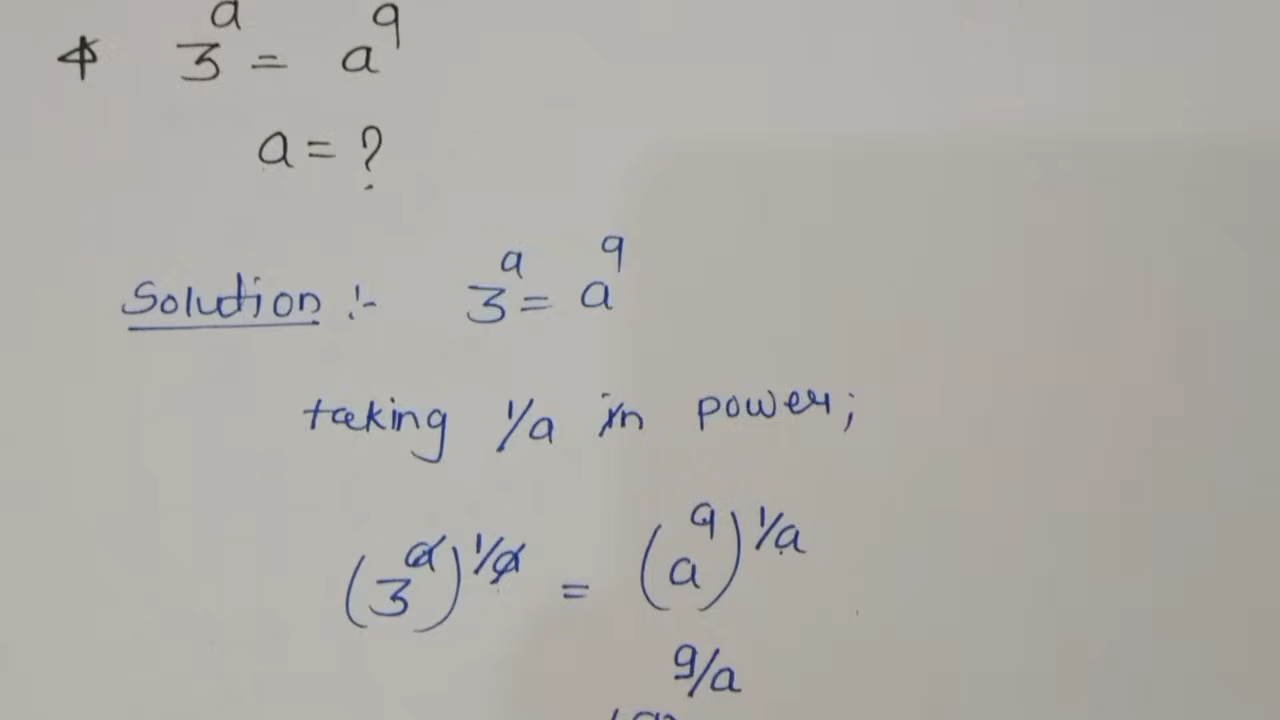 * 3^a = a^9
a = ?
Solution :- 3^a = a^9
taking 1/a in power;
(3^a)^1/a = (a^9)^1/a
9/a